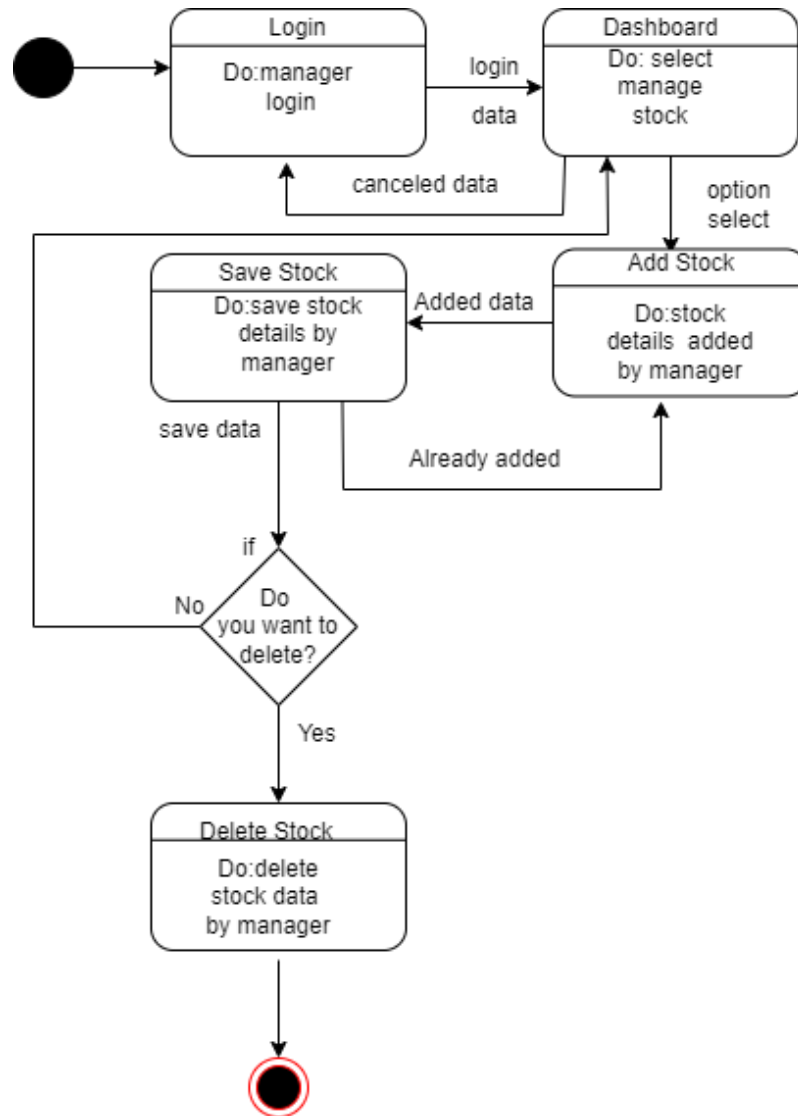 Login
Do:manager
login
login
data
Dashboard
Do: select
manage
stock
canceled data
option
select
Save Stock
Do:save stock
details by
manager
Added data
Add Stock
Do:stock
details added
by manager
save data
Already added
if
No
Do
you want to
delete?
Yes
Delete Stock
Do:delete
stock data
by manager